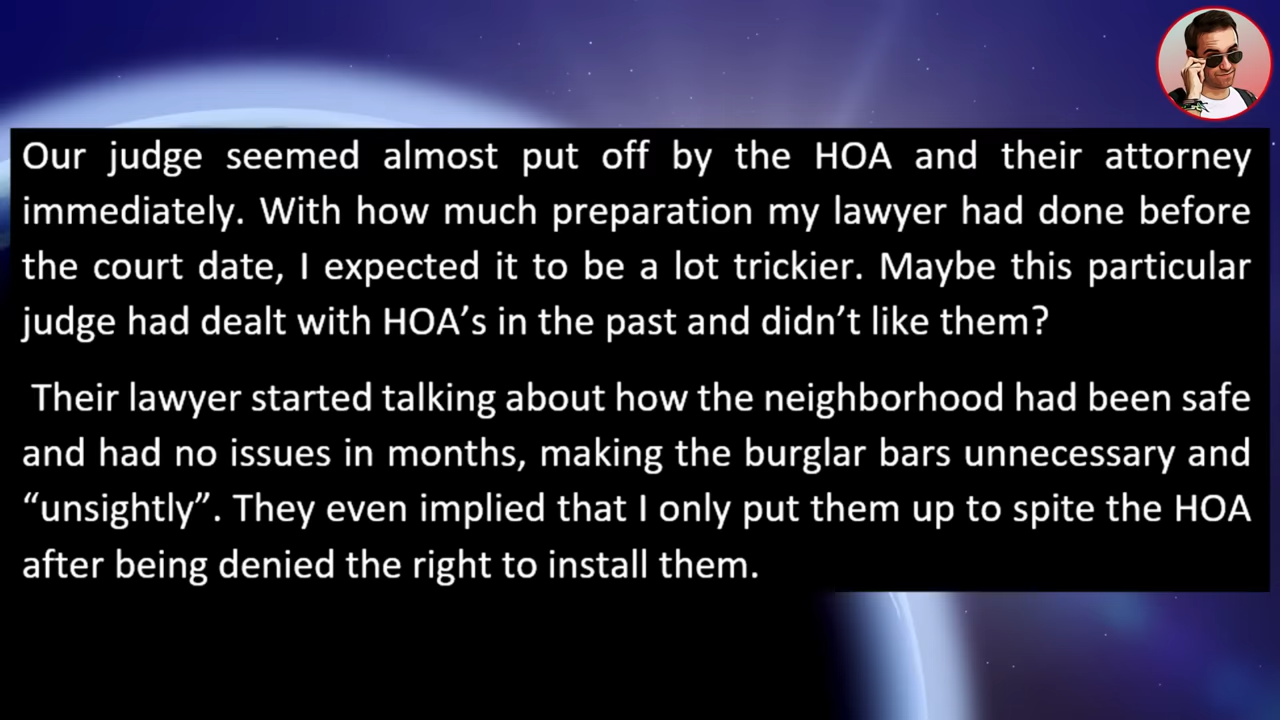 Our judge seemed almost put off by the HOA and their attorney
immediately. With how much preparation my lawyer had done before
the court date, I expected it to be a lot trickier. Maybe this particular
judge had dealt with HOA’s in the past and didn’t like them?
Their lawyer started talking about how the neighborhood had been safe
and had no issues in months, making the burglar bars unnecessary and
“unsightly”. They even implied that I only put them up to spite the HOA
after being denied the right to install them.